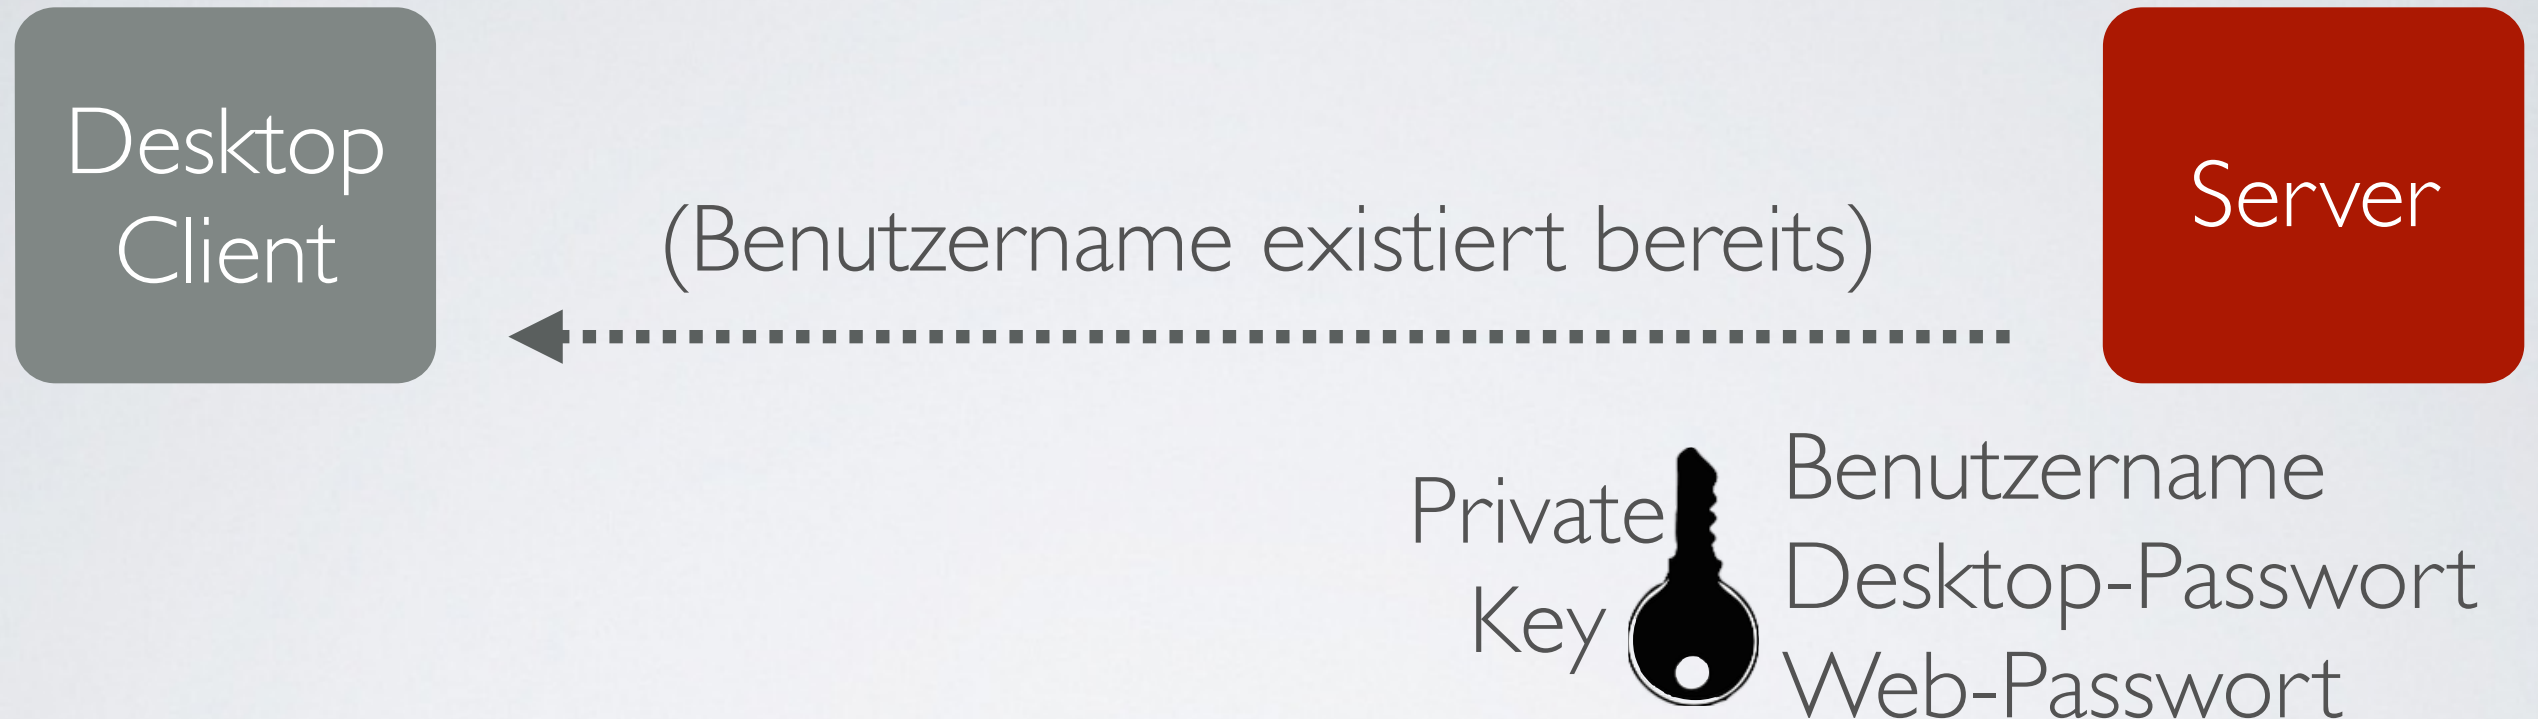 Desktop
Client
(Benutzername existiert bereits)
Server
Private
Key
Benutzername
Desktop-Passwort
Web-Passwort